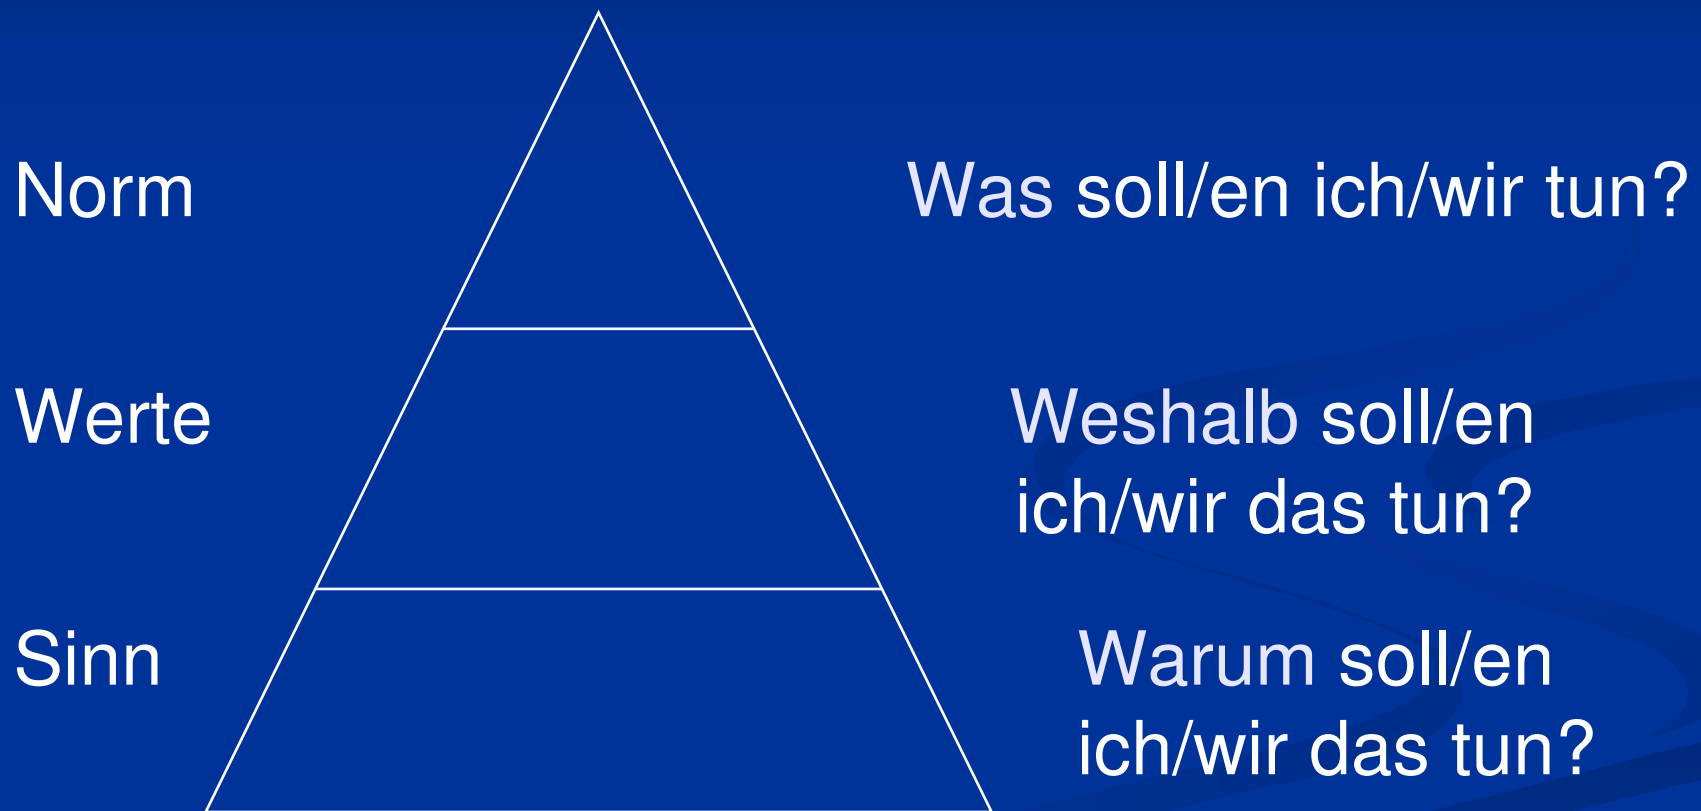 Norm
Was soll/en ich/wir tun?
Werte
Weshalb soll/en
ich/wir das tun?
Sinn
Warum soll/en
ich/wir das tun?